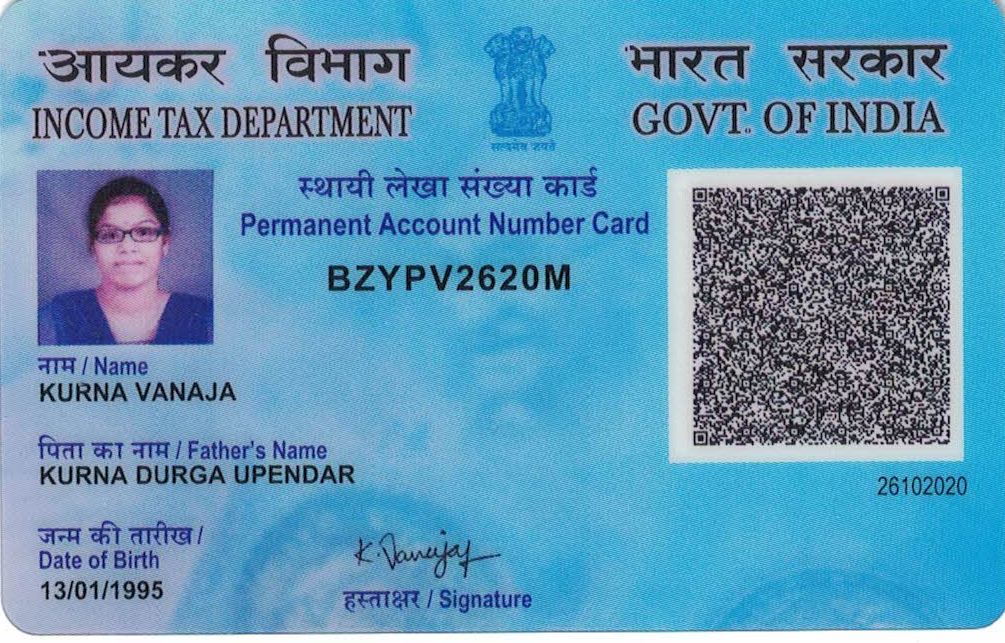 आयकर विभाग
INCOME TAX DEPARTMENT
सत्यमेव जयते
भारत सरकार
GOVT. OF INDIA
स्थायी लेखा संख्या कार्ड
Permanent Account Number Card
BZYPV2620M
नाम / Name
KURNA VANAJA
पिता का नाम / Father's Name
KURNA DURGA UPENDAR
26102020
जन्म की तारीख /
Date of Birth
13/01/1995
K. Vanaja
हस्ताक्षर / Signature